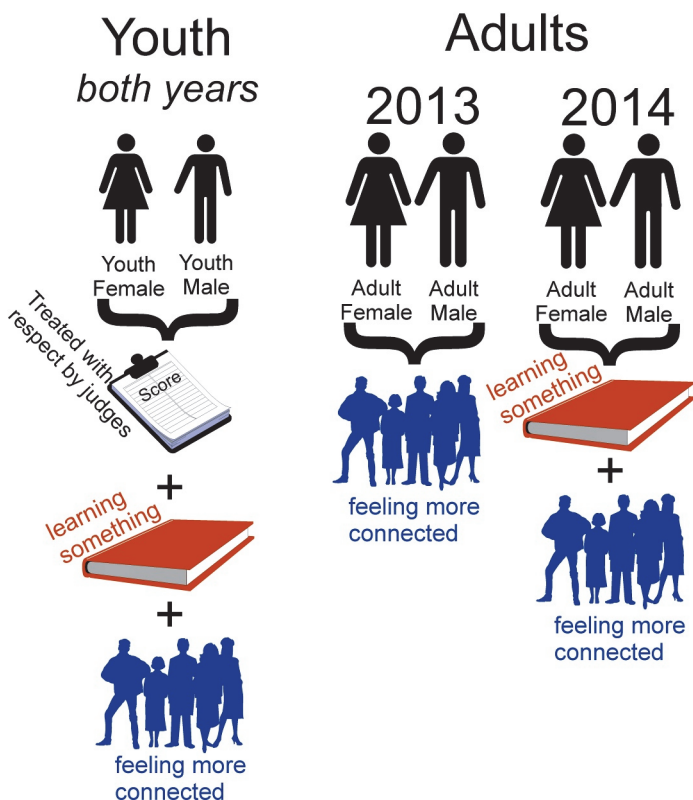 Youth
both years
Youth
Female
Youth
Male
Treated with
respect by judges
Score
+
learning
something
+
feeling more
connected
Adults
2013
Adult
Female
Adult
Male
feeling more
connected
2014
Adult
Female
Adult
Male
learning
something
+
feeling more
connected